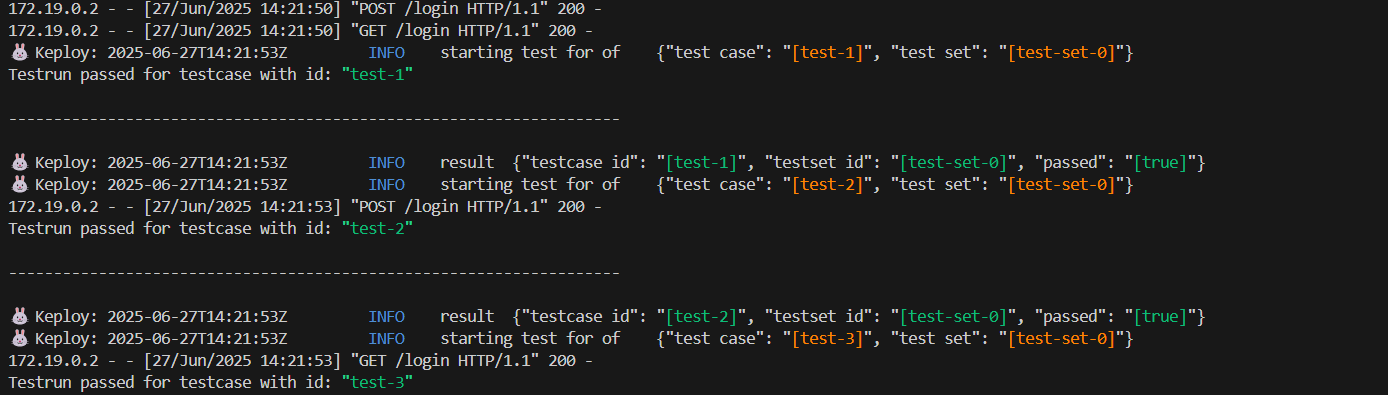 172.19.0.2 - - [27/Jun/2025 14:21:50] "POST /login HTTP/1.1" 200 -
172.19.0.2 - - [27/Jun/2025 14:21:50] "GET /login HTTP/1.1" 200 -
🐰 Keploy: 2025-06-27T14:21:53Z INFO starting test for of {"test case": "[test-1]", "test set": "[test-set-0]"}
Testrun passed for testcase with id: "test-1"
--------------------------------------------------------------------
🐰 Keploy: 2025-06-27T14:21:53Z INFO result {"testcase id": "[test-1]", "testset id": "[test-set-0]", "passed": "[true]"}
🐰 Keploy: 2025-06-27T14:21:53Z INFO starting test for of {"test case": "[test-2]", "test set": "[test-set-0]"}
172.19.0.2 - - [27/Jun/2025 14:21:53] "POST /login HTTP/1.1" 200 -
Testrun passed for testcase with id: "test-2"
--------------------------------------------------------------------
🐰 Keploy: 2025-06-27T14:21:53Z INFO result {"testcase id": "[test-2]", "testset id": "[test-set-0]", "passed": "[true]"}
🐰 Keploy: 2025-06-27T14:21:53Z INFO starting test for of {"test case": "[test-3]", "test set": "[test-set-0]"}
172.19.0.2 - - [27/Jun/2025 14:21:53] "GET /login HTTP/1.1" 200 -
Testrun passed for testcase with id: "test-3"